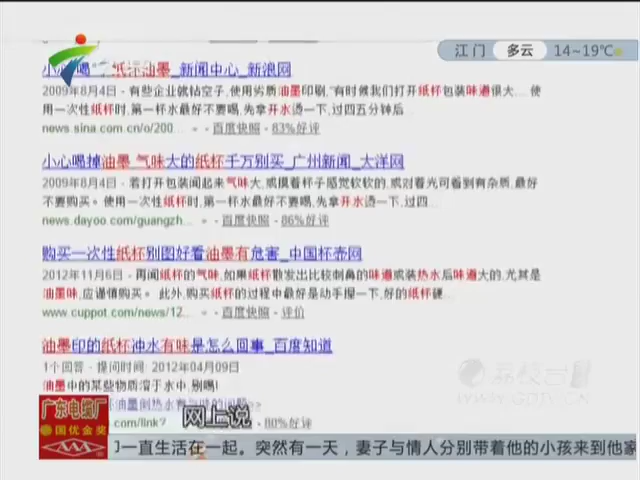 江门 多云 14~19℃
小心喝 纸杯油墨_新闻中心_新浪网
2009年8月4日 - 有些企业就钻空子,使用劣质油墨印刷,"有时候我们打开纸杯包装味道很大.... 使
用一次性纸杯时,第一杯水最好不要喝,先拿开水烫一下,过四五分钟后...
news.sina.com.cn/o/200... - 百度快照 - 83%好评
小心喝掉油墨 气味大的纸杯千万别买_广州新闻_大洋网
2009年8月4日 - 若打开包装闻起来气味大,或摸着杯子感觉软软的,或对着光可看到有杂质,最好
不要购买。使用一次性纸杯时,第一杯水最好不要喝,先拿开水烫一下,过四...
news.dayoo.com/guangzh... - 百度快照 - 86%好评
购买一次性纸杯别图好看油墨有危害_中国杯壶网
2012年11月6日 - 再闻纸杯的气味,如果纸杯散发出比较刺鼻的味道或装热水后味道大的,尤其是
油墨味,应谨慎购买。 此外,购买纸杯的过程中最好是动手捏一下,好的纸杯硬...
www.cuppot.com/news/12... - 百度快照 - 评价
油墨印的纸杯冲水有味是怎么回事_百度知道
1个回答 - 提问时间: 2012年04月09日
油墨中的某些物质溶于水中,别喝!
荔枝台
WWW.GDTV.CN
广东电缆厂
国优金奖
AAA
网上说
.com/link? 80%好评
一直生活在一起。突然有一天，妻子与情人分别带着他的小孩来到他家